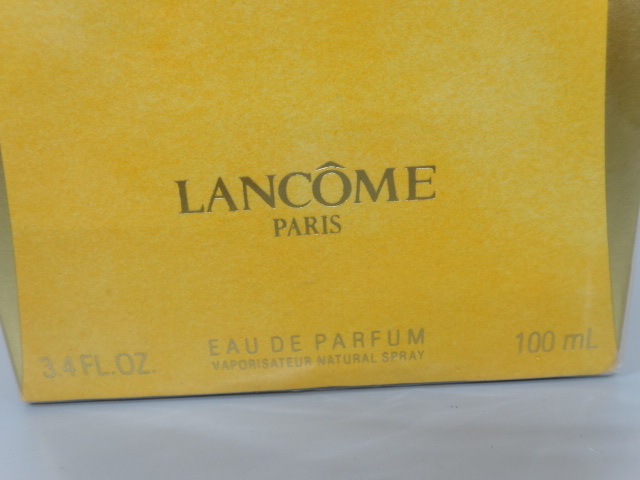 LANCÔME
PARIS
EAU DE PARFUM
VAPORISATEUR NATURAL SPRAY
3.4 FL.OZ.
100 mL